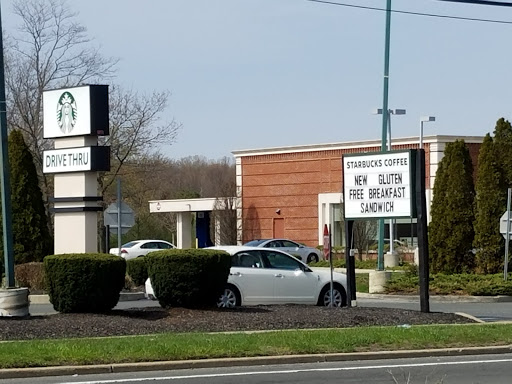 DRIVE THRU
STARBUCKS COFFEE
NEW GLUTEN
FREE BREAKFAST
SANDWICH